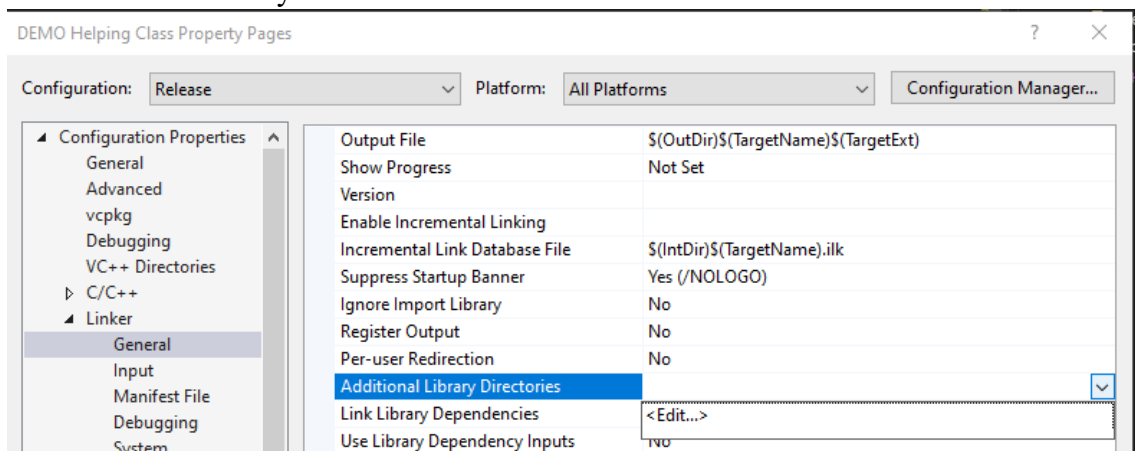 DEMO Helping Class Property Pages
Configuration: Release Platform: All Platforms Configuration Manager...
Configuration Properties
General
Advanced
vcpkg
Debugging
VC++ Directories
C/C++
Linker
General
Input
Manifest File
Debugging
System
Output File $(OutDir)$(TargetName)$(TargetExt)
Show Progress Not Set
Version
Enable Incremental Linking
Incremental Link Database File $(IntDir)$(TargetName).ilk
Suppress Startup Banner Yes (/NOLOGO)
Ignore Import Library No
Register Output No
Per-user Redirection No
Additional Library Directories
Link Library Dependencies <Edit...>
Use Library Dependency Inputs No